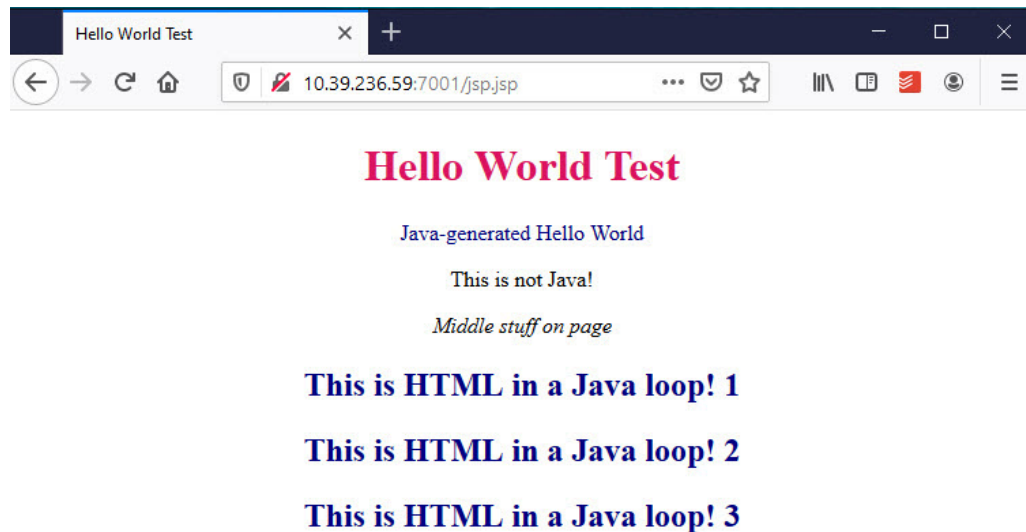 Hello World Test
10.39.236.59:7001/jsp.jsp
Hello World Test
Java-generated Hello World
This is not Java!
Middle stuff on page
This is HTML in a Java loop! 1
This is HTML in a Java loop! 2
This is HTML in a Java loop! 3